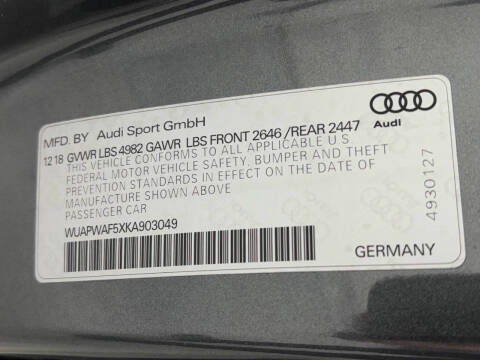 MFD. BY Audi Sport GmbH
12 18 GVWR LBS 4982 GAWR LBS FRONT 2646 /REAR 2447
THIS VEHICLE CONFORMS TO ALL APPLICABLE U.S.
FEDERAL MOTOR VEHICLE SAFETY, BUMPER AND THEFT
PREVENTION STANDARDS IN EFFECT ON THE DATE OF
MANUFACTURE SHOWN ABOVE
PASSENGER CAR
WUAPWAF5XKA903049
Audi
4930127
GERMANY